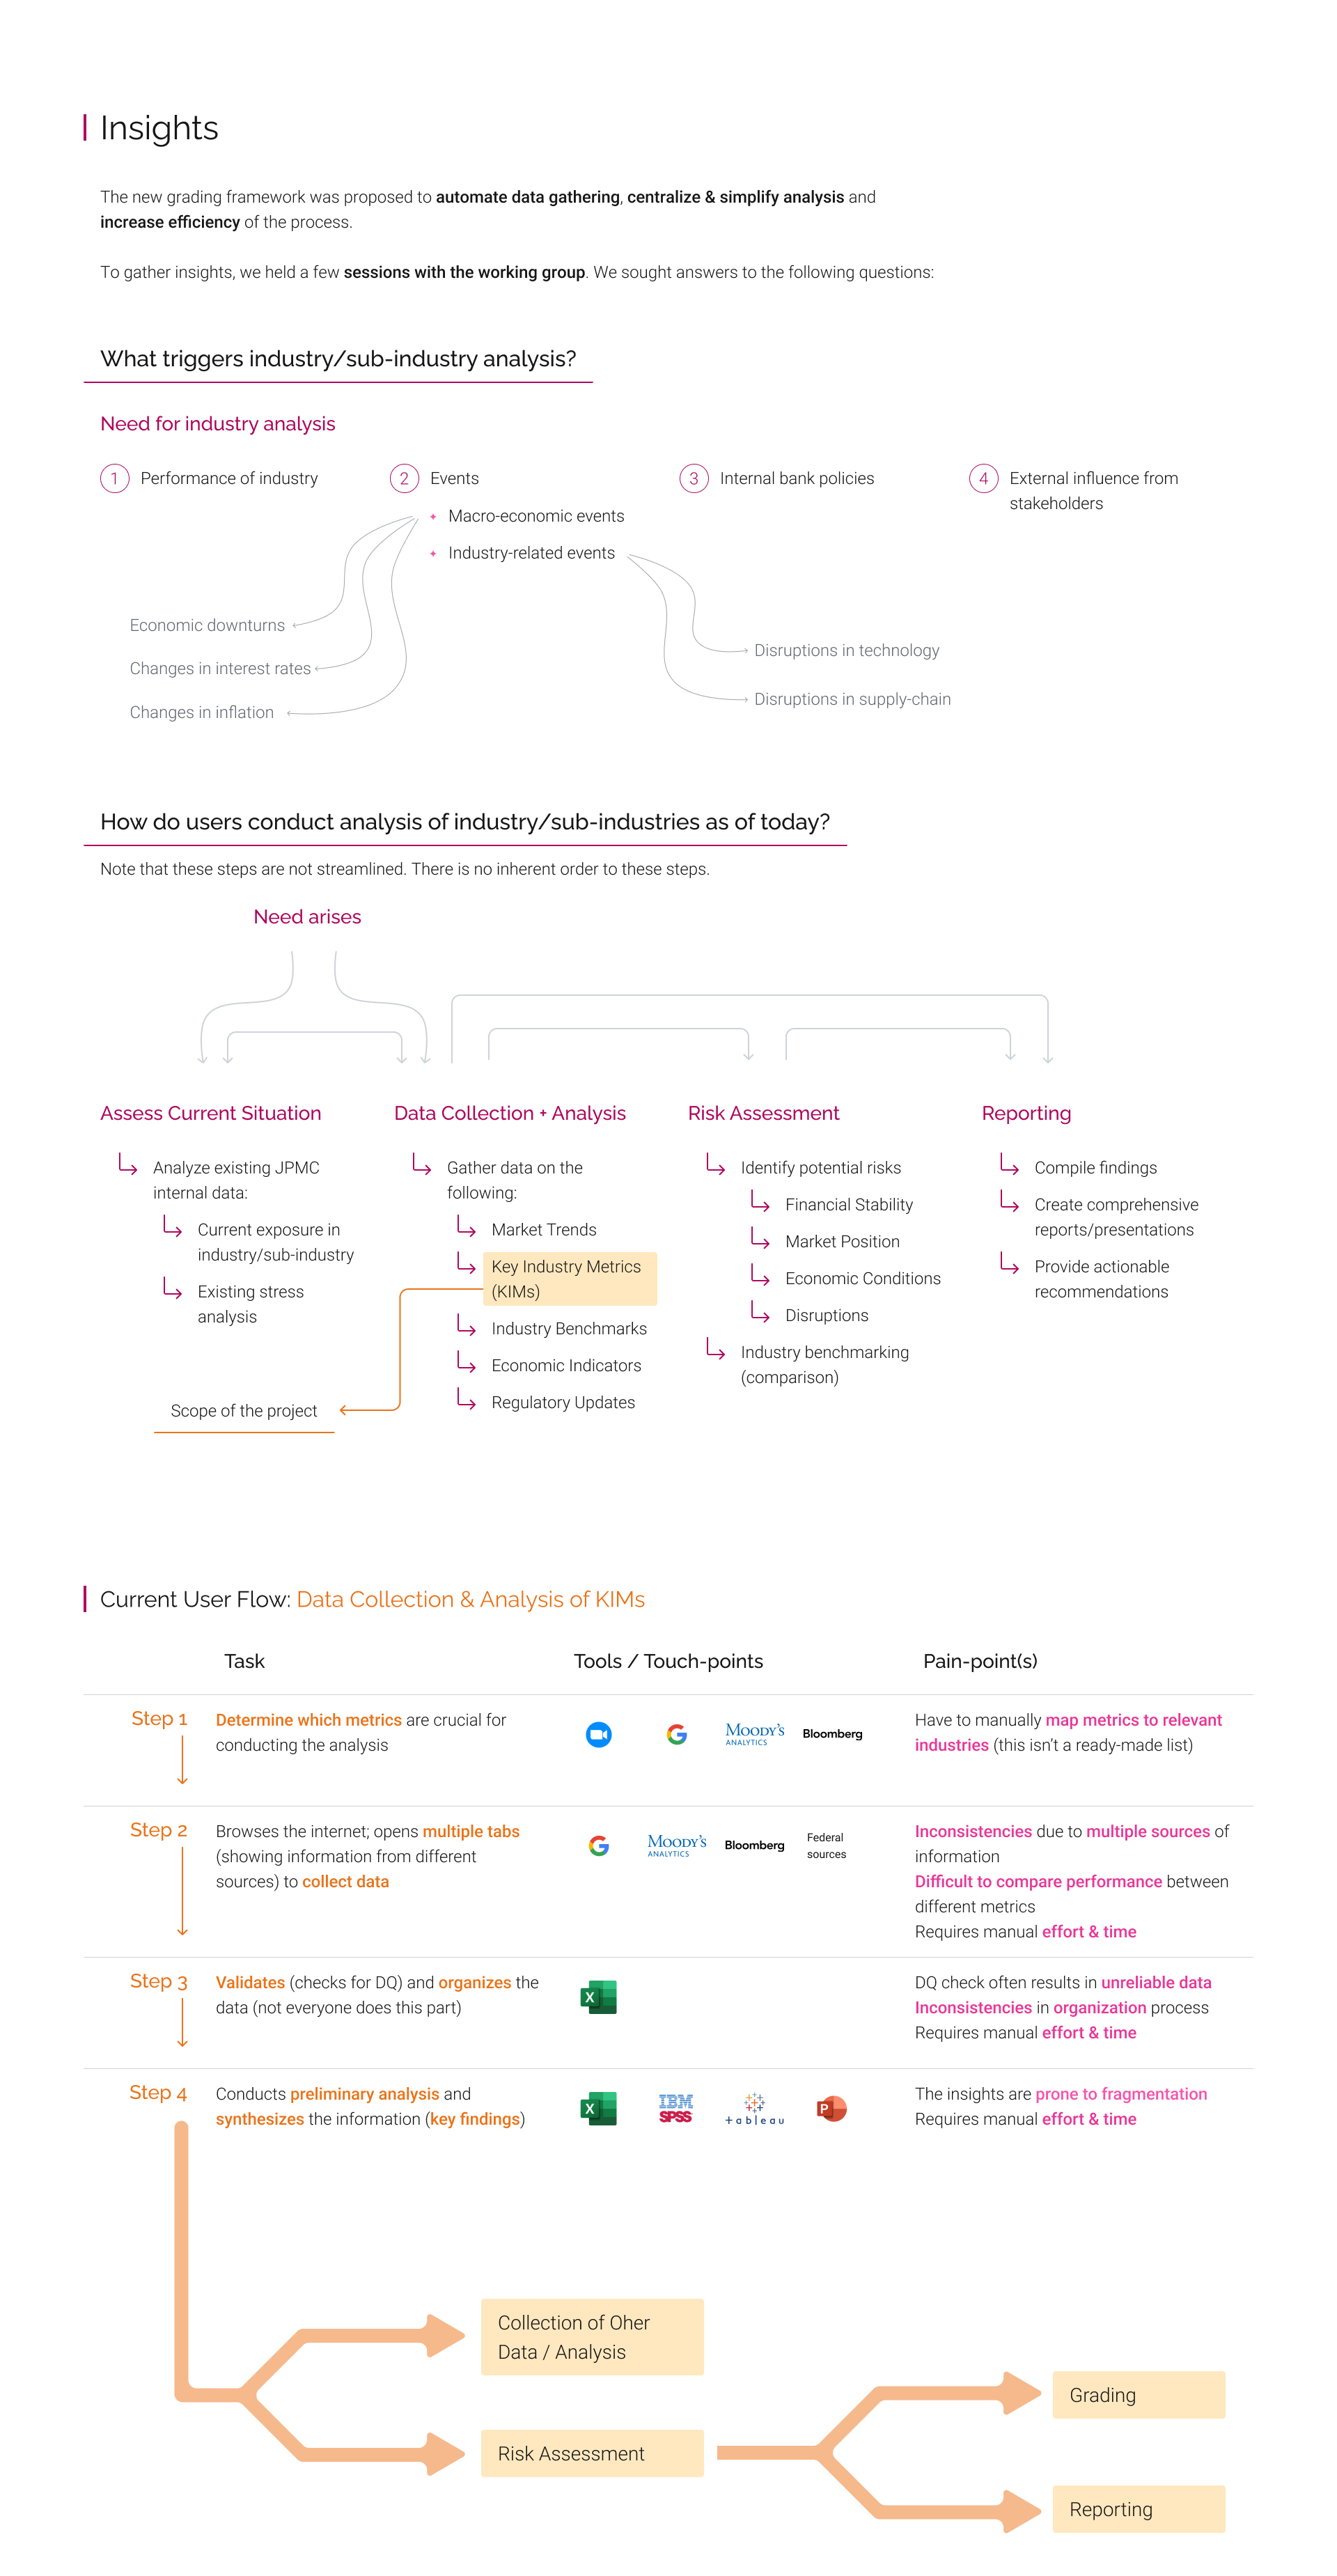 Insights
The new grading framework was proposed to automate data gathering, centralize & simplify analysis and
increase efficiency of the process.
To gather insights, we held a few sessions with the working group. We sought answers to the following questions:
What triggers industry/sub-industry analysis?
Need for industry analysis
1 Performance of industry
2 Events
Macro-economic events
Industry-related events
3 Internal bank policies
4 External influence from
stakeholders
Economic downturns
Changes in interest rates
Changes in inflation
Disruptions in technology
Disruptions in supply-chain
How do users conduct analysis of industry/sub-industries as of today?
Note that these steps are not streamlined. There is no inherent order to these steps.
Need arises
Assess Current Situation
Analyze existing JPMC
internal data:
Current exposure in
industry/sub-industry
Existing stress
analysis
Data Collection + Analysis
Gather data on the
following:
Market Trends
Key Industry Metrics
(KIMs)
Industry Benchmarks
Economic Indicators
Regulatory Updates
Scope of the project
Risk Assessment
Identify potential risks
Financial Stability
Market Position
Economic Conditions
Disruptions
Industry benchmarking
(comparison)
Reporting
Compile findings
Create comprehensive
reports/presentations
Provide actionable
recommendations
Current User Flow: Data Collection & Analysis of KIMs
Task
Tools / Touch-points
Pain-point(s)
Step 1
Determine which metrics are crucial for
conducting the analysis
G
MOODY'S
ANALYTICS
Bloomberg
Have to manually map metrics to relevant
industries (this isn't a ready-made list)
Step 2
Browses the internet; opens multiple tabs
(showing information from different
sources) to collect data
G
MOODY'S
ANALYTICS
Bloomberg
Federal
sources
Inconsistencies due to multiple sources of
information
Difficult to compare performance between
different metrics
Requires manual effort & time
Step 3
Validates (checks for DQ) and organizes the
data (not everyone does this part)
X
DQ check often results in unreliable data
Inconsistencies in organization process
Requires manual effort & time
Step 4
Conducts preliminary analysis and
synthesizes the information (key findings)
X
IBM
SPSS
+ableau
P
The insights are prone to fragmentation
Requires manual effort & time
Collection of Oher
Data / Analysis
Risk Assessment
Grading
Reporting